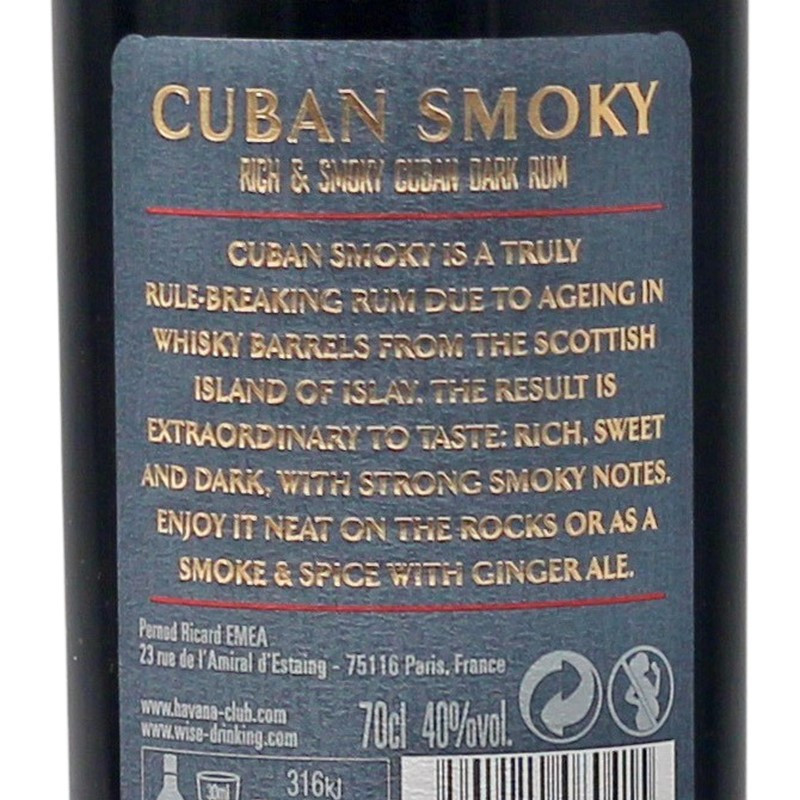 CUBAN SMOKY
RICH & SMOKY CUBAN DARK RUM
CUBAN SMOKY IS A TRULY
RULE-BREAKING RUM DUE TO AGEING IN
WHISKY BARRELS FROM THE SCOTTISH
ISLAND OF ISLAY. THE RESULT IS
EXTRAORDINARY TO TASTE: RICH, SWEET
AND DARK, WITH STRONG SMOKY NOTES.
ENJOY IT NEAT ON THE ROCKS OR AS A
SMOKE & SPICE WITH GINGER ALE.
Pernod Ricard EMEA
23 rue de l'Amiral d'Estaing - 75116 Paris, France
www.havana-club.com
www.wise-drinking.com
70cl 40%vol.
30ml
316kJ